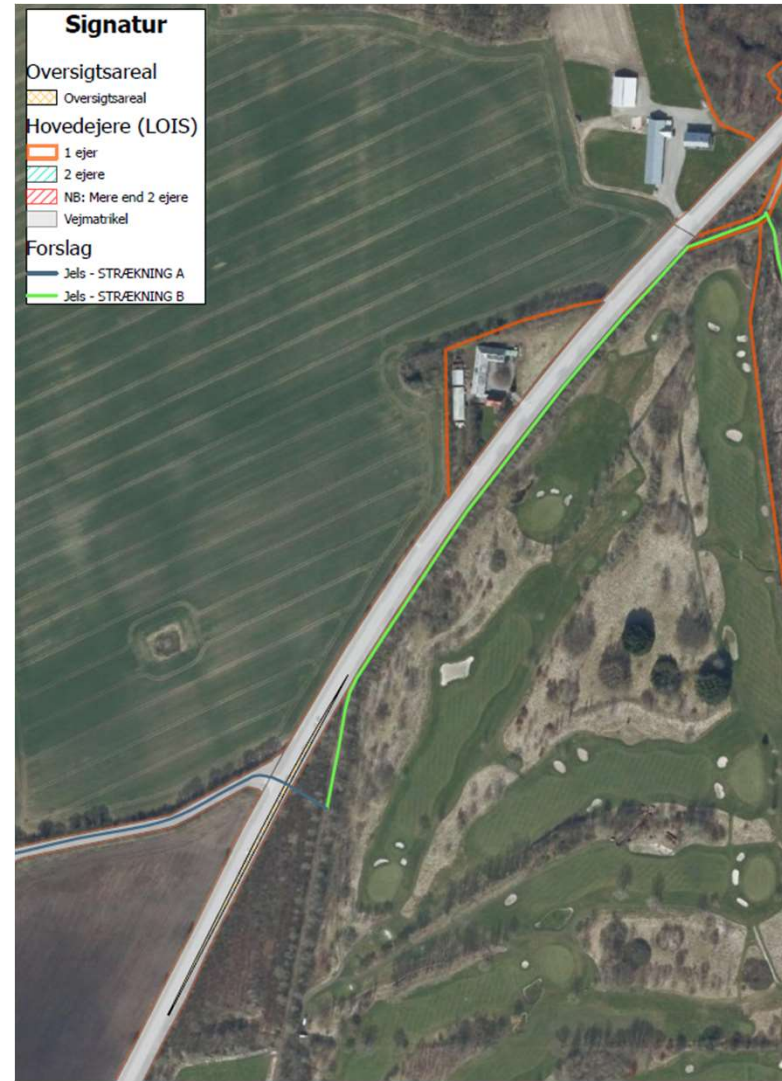 Signatur
Oversigtsareal
Oversigtsareal
Hovedejere (LOIS)
1 ejer
2 ejere
NB: Mere end 2 ejere
Vejmatrikel
Forslag
Jels - STRÆKNING A
Jels - STRÆKNING B